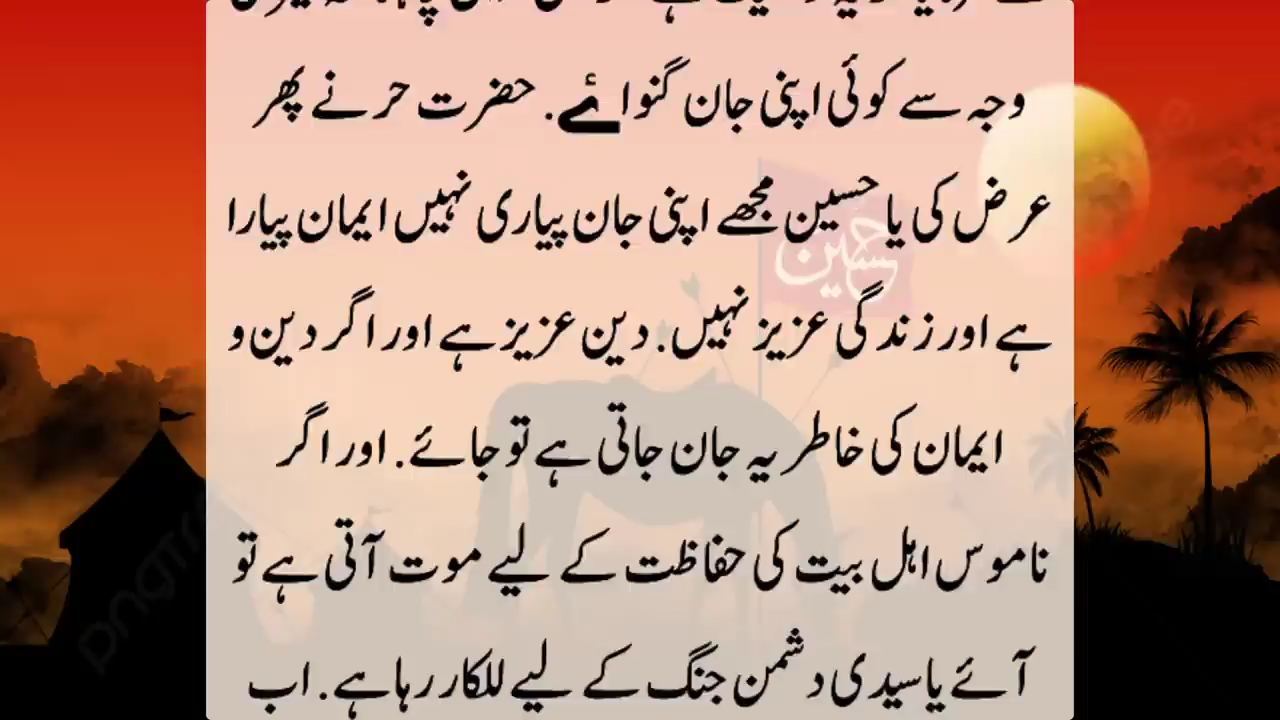 وجہ سے کوئی اپنی جان گنوائے. حضرت حر نے پھر
عرض کی یا حسین مجھے اپنی جان پیاری نہیں ایمان پیارا
ہے اور زندگی عزیز نہیں. دین عزیز ہے اور اگر دین و
ایمان کی خاطر یہ جان جاتی ہے تو جائے. اور اگر
ناموس اہل بیت کی حفاظت کے لیے موت آتی ہے تو
آئے یا سیدی دشمن جنگ کے لیے للکار رہا ہے. اب
حسین